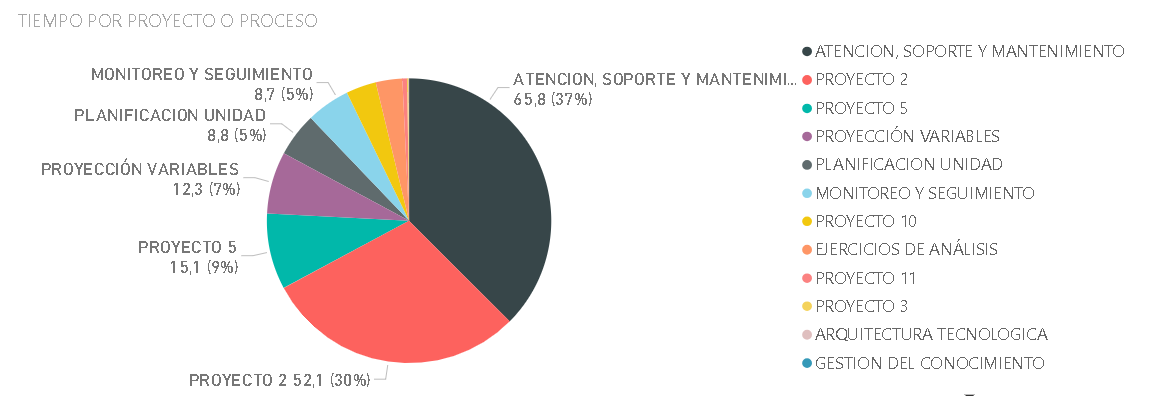 TIEMPO POR PROYECTO O PROCESO
MONITOREO Y SEGUIMIENTO
8,7 (5%)
PLANIFICACION UNIDAD
8,8 (5%)
PROYECCIÓN VARIABLES
12,3 (7%)
PROYECTO 5
15,1 (9%)
PROYECTO 2 52,1 (30%)
ATENCION, SOPORTE Y MANTENIMI...
65,8 (37%)
ATENCION, SOPORTE Y MANTENIMIENTO
PROYECTO 2
PROYECTO 5
PROYECCIÓN VARIABLES
PLANIFICACION UNIDAD
MONITOREO Y SEGUIMIENTO
PROYECTO 10
EJERCICIOS DE ANÁLISIS
PROYECTO 11
PROYECTO 3
ARQUITECTURA TECNOLOGICA
GESTION DEL CONOCIMIENTO